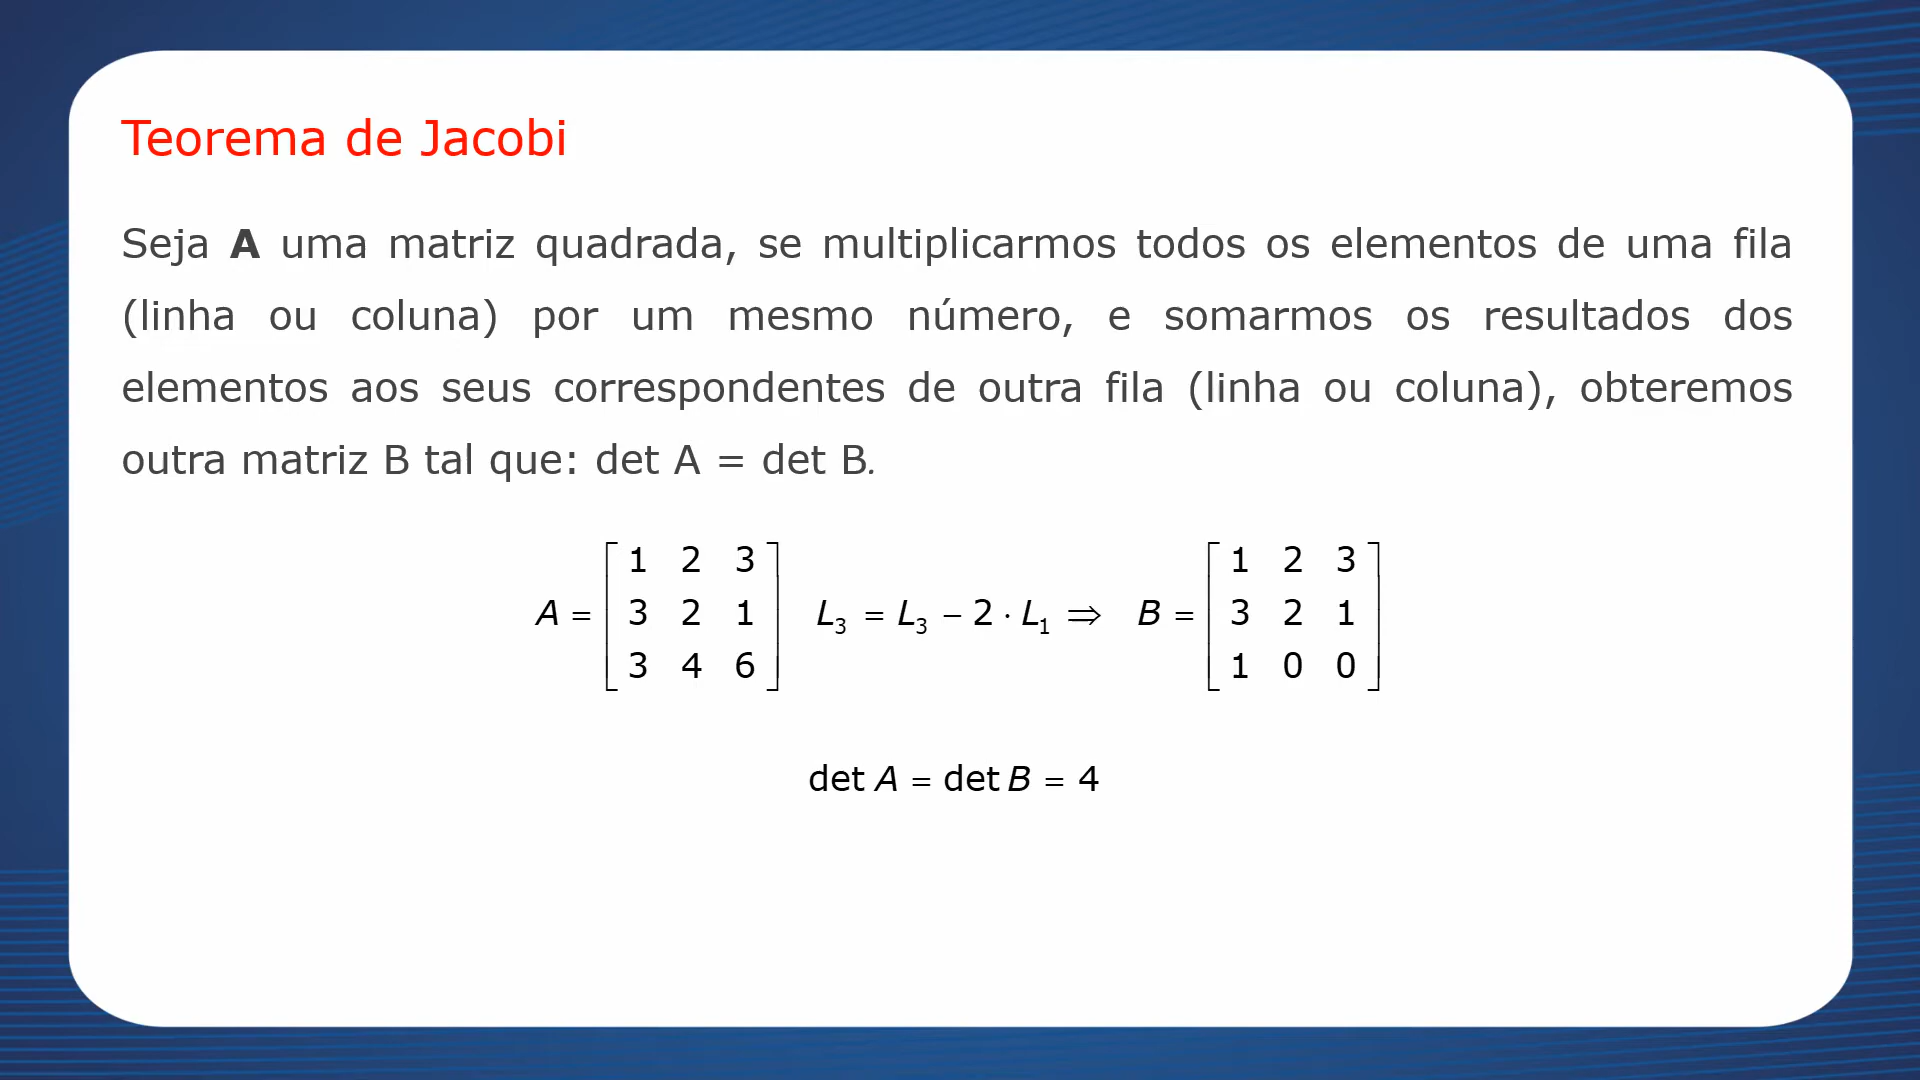 Teorema de Jacobi
Seja A uma matriz quadrada, se multiplicarmos todos os elementos de uma fila
(linha ou coluna) por um mesmo número, e somarmos os resultados dos
elementos aos seus correspondentes de outra fila (linha ou coluna), obteremos
outra matriz B tal que: det A = det B.
1 2 3 1 2 3
A = 3 2 1 L₃ = L₃ − 2 · L₁ ⇒ B = 3 2 1
3 4 6 1 0 0
det A = det B = 4